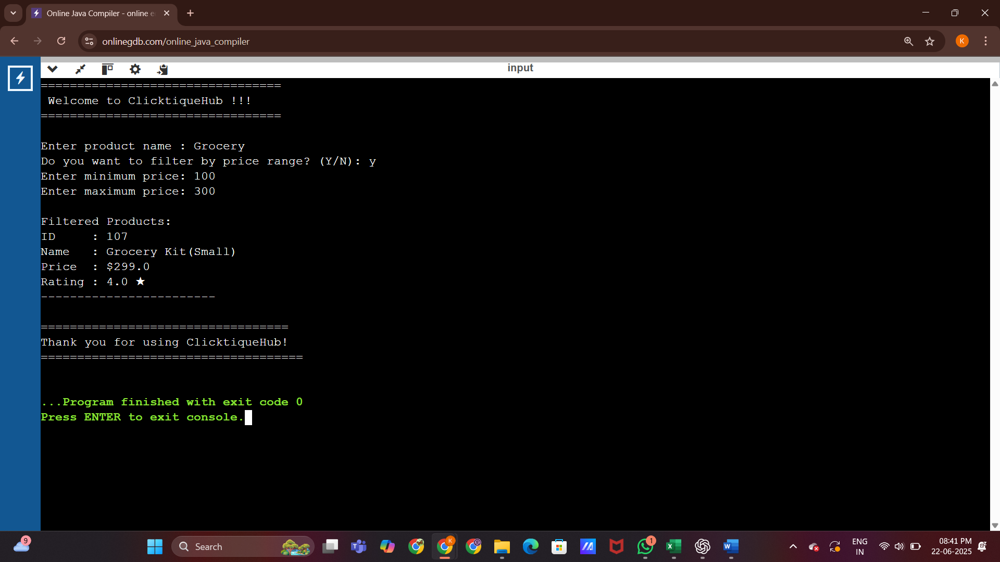 Online Java Compiler - online e
onlinegdb.com/online_java_compiler
K
input
=================================
Welcome to ClicktiqueHub !!!
=================================
Enter product name : Grocery
Do you want to filter by price range? (Y/N): y
Enter minimum price: 100
Enter maximum price: 300
Filtered Products:
ID     : 107
Name   : Grocery Kit(Small)
Price  : $299.0
Rating : 4.0 ★
------------------------
==================================
Thank you for using ClicktiqueHub!
====================================
...Program finished with exit code 0
Press ENTER to exit console.
9
Search
K
1
ENG
IN
08:41 PM
22-06-2025